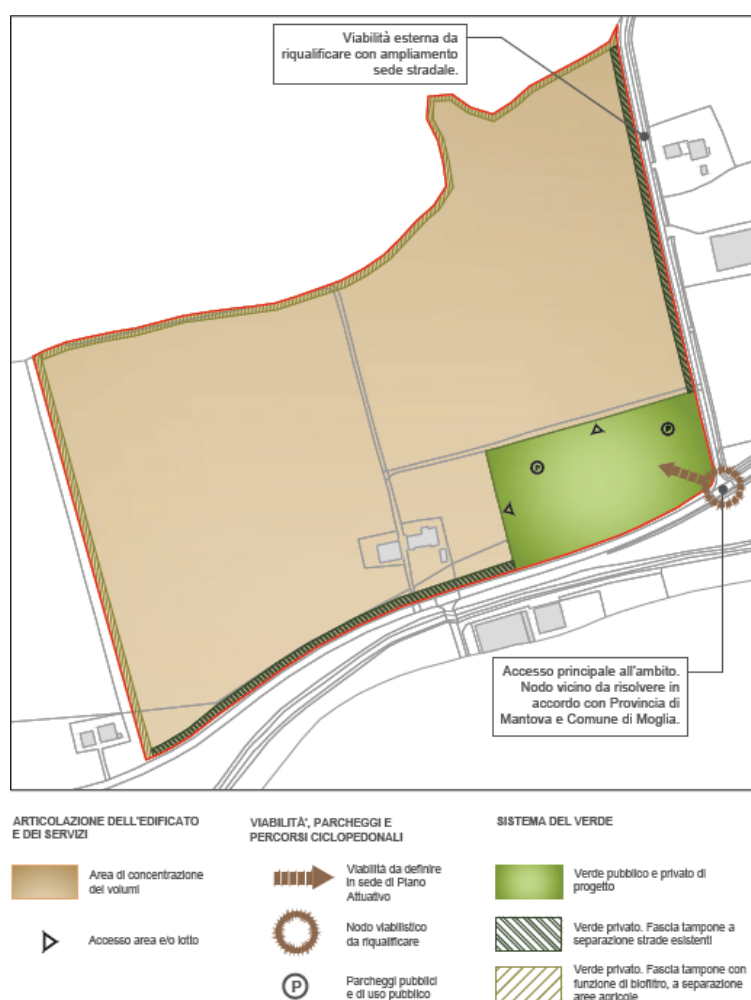 Viabilità esterna da
riqualificare con ampliamento
sede stradale.
P
P
Accesso principale all'ambito.
Nodo vicino da risolvere in
accordo con Provincia di
Mantova e Comune di Moglia.
ARTICOLAZIONE DELL'EDIFICATO
E DEI SERVIZI
Area di concentrazione
dei volumi
Accesso area e/o lotto
VIABILITA', PARCHEGGI E
PERCORSI CICLOPEDONALI
Viabilità da definire
in sede di Piano
Attuativo
Nodo viabilistico
da riqualificare
P
Parcheggi pubblici
e di uso pubblico
SISTEMA DEL VERDE
Verde pubblico e privato di
progetto
Verde privato. Fascia tampone a
separazione strade esistenti
Verde privato. Fascia tampone con
funzione di biofiltro, a separazione
aree agricole